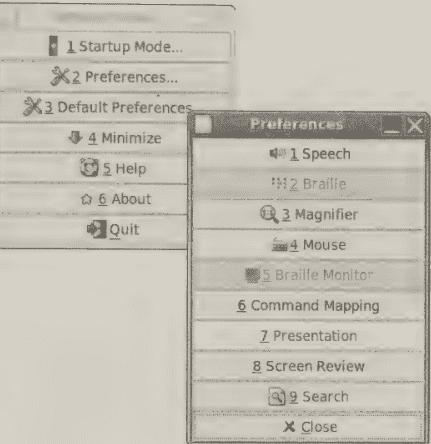 1 Startup Mode...
2 Preferences...
3 Default Preferences
4 Minimize
5 Help
6 About
Quit
Preferences
1 Speech
2 Braille
3 Magnifier
4 Mouse
5 Braille Monitor
6 Command Mapping
7 Presentation
8 Screen Review
9 Search
Close